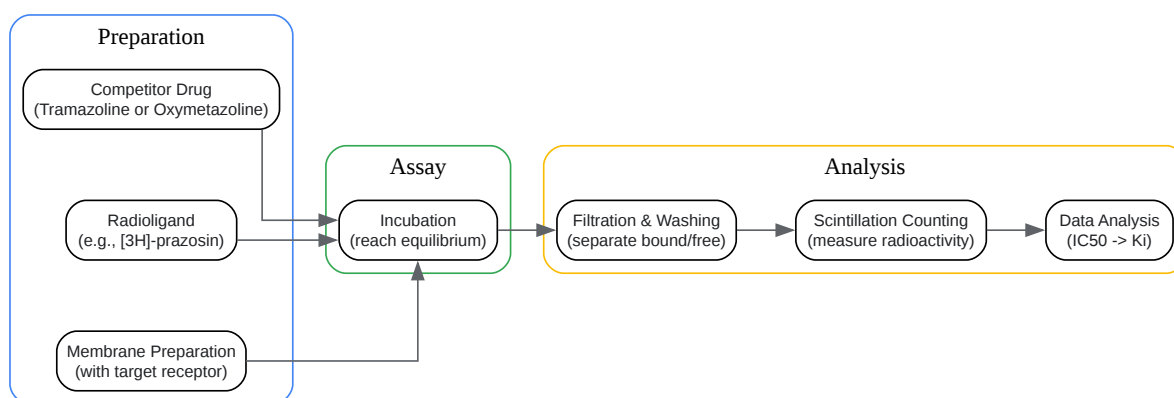 Preparation
Competitor Drug
(Tramazoline or Oxymetazoline)
Radioligand
(e.g., [3H]-prazosin)
Membrane Preparation
(with target receptor)
Assay
Incubation
(reach equilibrium)
Analysis
Filtration & Washing
(separate bound/free)
Scintillation Counting
(measure radioactivity)
Data Analysis
(IC50 -> Ki)